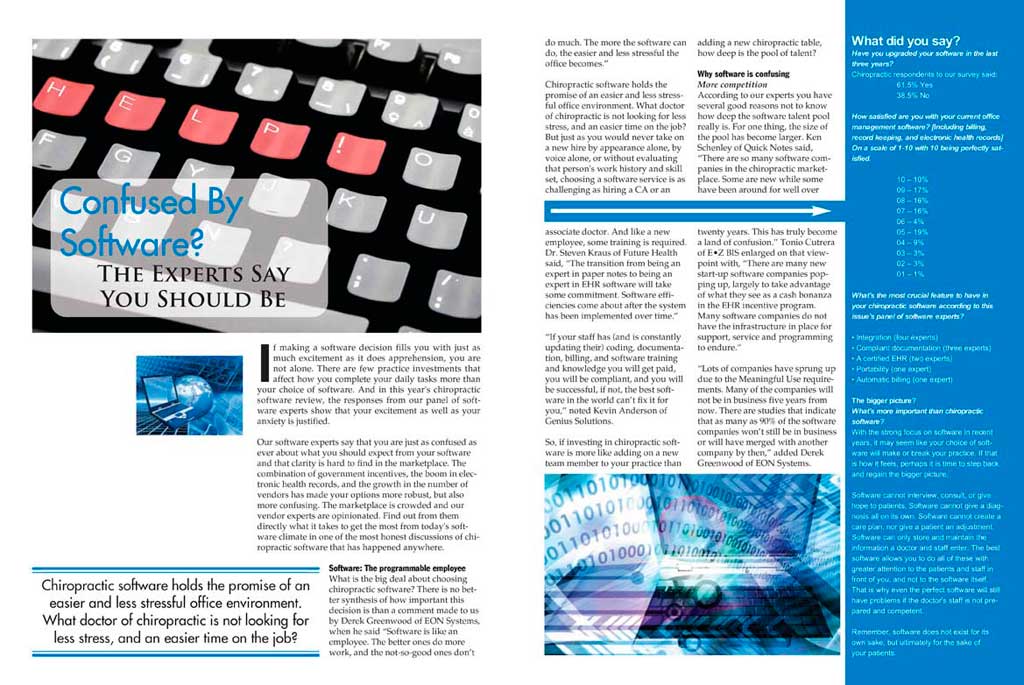 H E L P !
F G Y O
J K U
Confused By
Software?
The Experts Say
You Should Be
If making a software decision fills you with just as
much excitement as it does apprehension, you are
not alone. There are few practice investments that
affect how you complete your daily tasks more than
your choice of software. And in this year's chiropractic
software review, the responses from our panel of soft-
ware experts show that your excitement as well as your
anxiety is justified.
Our software experts say that you are just as confused as
ever about what you should expect from your software
and that clarity is hard to find in the marketplace. The
combination of government incentives, the boom in elec-
tronic health records, and the growth in the number of
vendors has made your options more robust, but also
more confusing. The marketplace is crowded and our
vendor experts are opinionated. Find out from them
directly what it takes to get the most from today's soft-
ware climate in one of the most honest discussions of chi-
ropractic software that has happened anywhere.
Chiropractic software holds the promise of an
easier and less stressful office environment.
What doctor of chiropractic is not looking for
less stress, and an easier time on the job?
Software: The programmable employee
What is the big deal about choosing
chiropractic software? There is no bet-
ter synthesis of how important this
decision is than a comment made to us
by Derek Greenwood of EON Systems,
when he said "Software is like an
employee. The better ones do more
work, and the not-so-good ones don't
do much. The more the software can
do, the easier and less stressful the
office becomes."
Chiropractic software holds the
promise of an easier and less stress-
ful office environment. What doctor
of chiropractic is not looking for less
stress, and an easier time on the job?
But just as you would never take on
a new hire by appearance alone, by
voice alone, or without evaluating
that person's work history and skill
set, choosing a software service is as
challenging as hiring a CA or an
associate doctor. And like a new
employee, some training is required.
Dr. Steven Kraus of Future Health
said, "The transition from being an
expert in paper notes to being an
expert in EHR software will take
some commitment. Software effi-
ciencies come about after the system
has been implemented over time."
"If your staff has (and is constantly
updating their) coding, documenta-
tion, billing, and software training
and knowledge you will get paid,
you will be compliant, and you will
be successful, if not, the best soft-
ware in the world can't fix it for
you," noted Kevin Anderson of
Genius Solutions.
So, if investing in chiropractic soft-
ware is more like adding on a new
team member to your practice than
adding a new chiropractic table,
how deep is the pool of talent?
Why software is confusing
More competition
According to our experts you have
several good reasons not to know
how deep the software talent pool
really is. For one thing, the size of
the pool has become larger. Ken
Schenley of Quick Notes said,
"There are so many software com-
panies in the chiropractic market-
place. Some are new while some
have been around for well over
twenty years. This has truly become
a land of confusion." Tonio Cutrera
of E•Z BIS enlarged on that view-
point with, "There are many new
start-up software companies pop-
ping up, largely to take advantage
of what they see as a cash bonanza
in the EHR incentive program.
Many software companies do not
have the infrastructure in place for
support, service and programming
to endure."
"Lots of companies have sprung up
due to the Meaningful Use require-
ments. Many of the companies will
not be in business five years from
now. There are studies that indicate
that as many as 90% of the software
companies won't still be in business
or will have merged with another
company by then," added Derek
Greenwood of EON Systems.
What did you say?
Have you upgraded your software in the last
three years?
Chiropractic respondents to our survey said:
61.5% Yes
38.5% No
How satisfied are you with your current office
management software? [Including billing,
record keeping, and electronic health records]
On a scale of 1-10 with 10 being perfectly sat-
isfied.
10 – 10%
09 – 17%
08 – 16%
07 – 16%
06 – 4%
05 – 19%
04 – 9%
03 – 3%
02 – 3%
01 – 1%
What's the most crucial feature to have in
your chiropractic software according to this
issue's panel of software experts?
• Integration (four experts)
• Compliant documentation (three experts)
• A certified EHR (two experts)
• Portability (one expert)
• Automatic billing (one expert)
The bigger picture?
What's more important than chiropractic
software?
With the strong focus on software in recent
years, it may seem like your choice of soft-
ware will make or break your practice. If that
is how it feels, perhaps it is time to step back
and regain the bigger picture.
Software cannot interview, consult, or give
hope to patients. Software cannot give a diag-
nosis all on its own. Software cannot create a
care plan, nor give a patient an adjustment.
Software can only store and maintain the
information a doctor and staff enter. The best
software allows you to do all of these with
greater attention to the patients and staff in
front of you, and not to the software itself.
That is why even the perfect software will still
have problems if the doctor's staff is not pre-
pared and competent.
Remember, software does not exist for its
own sake, but ultimately for the sake of
your patients.